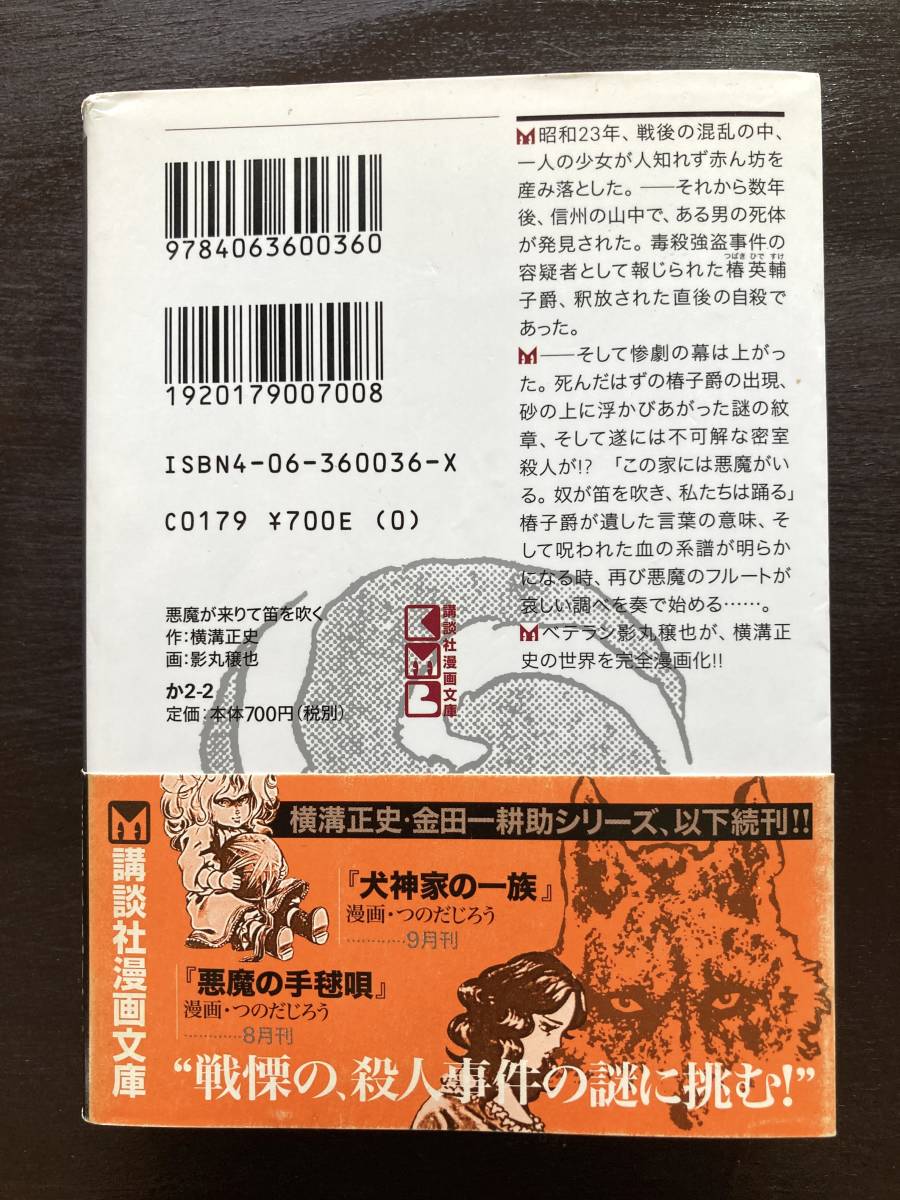 9784063600360
1920179007008
ISBN4-06-360036-X
C0179 ¥700E (0)
悪魔が来りて笛を吹く
作：横溝正史
画：影丸穣也
か2-2
定価：本体700円（税別）
KMB
講談社漫画文庫
昭和23年、戦後の混乱の中、
一人の少女が人知れず赤ん坊を
産み落とした。――それから数年
後、信州の山中で、ある男の死体
が発見された。毒殺強盗事件の
つばき ひで すけ
容疑者として報じられた椿英輔
子爵、釈放された直後の自殺で
あった。
――そして惨劇の幕は上がっ
た。死んだはずの椿子爵の出現、
砂の上に浮かびあがった謎の紋
章、そして遂には不可解な密室
殺人が!? 「この家には悪魔がい
る。奴が笛を吹き、私たちは踊る」
椿子爵が遺した言葉の意味、そ
して呪われた血の系譜が明らか
になる時、再び悪魔のフルートが
哀しい調べを奏で始める……。
ベテラン影丸穣也が、横溝正
史の世界を完全漫画化!!
講談社漫画文庫
横溝正史・金田一耕助シリーズ、以下続刊!!
『犬神家の一族』
漫画・つのだじろう
…………9月刊
『悪魔の手毬唄』
漫画・つのだじろう
…………8月刊
“戦慄の、殺人事件の謎に挑む!”